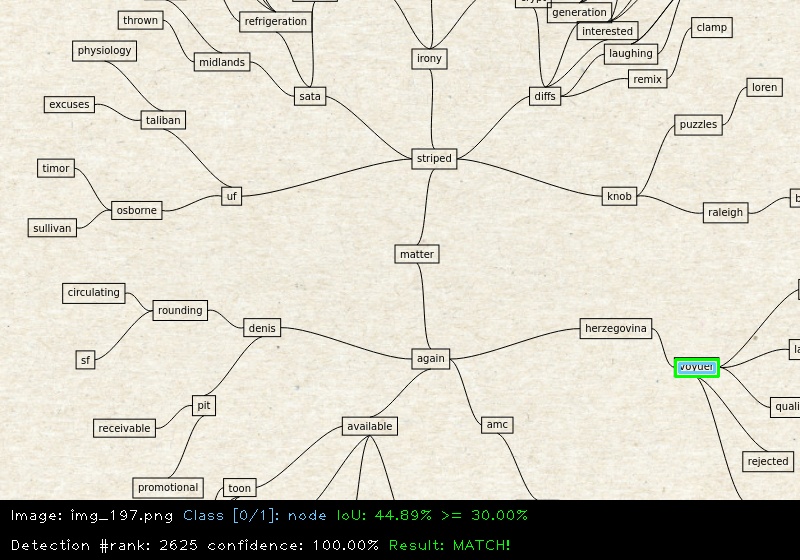 thrown
refrigeration
generation
interested
clamp
physiology
midlands
irony
laughing
remix
loren
excuses
taliban
sata
diffs
puzzles
striped
timor
uf
knob
osborne
raleigh
sullivan
b
matter
circulating
rounding
denis
herzegovina
sf
again
la
pit
quali
receivable
available
amc
rejected
promotional
toon
Image: img_197.png Class [0/1]: node IoU: 44.89% >= 30.00%
Detection #rank: 2625 confidence: 100.00% Result: MATCH!